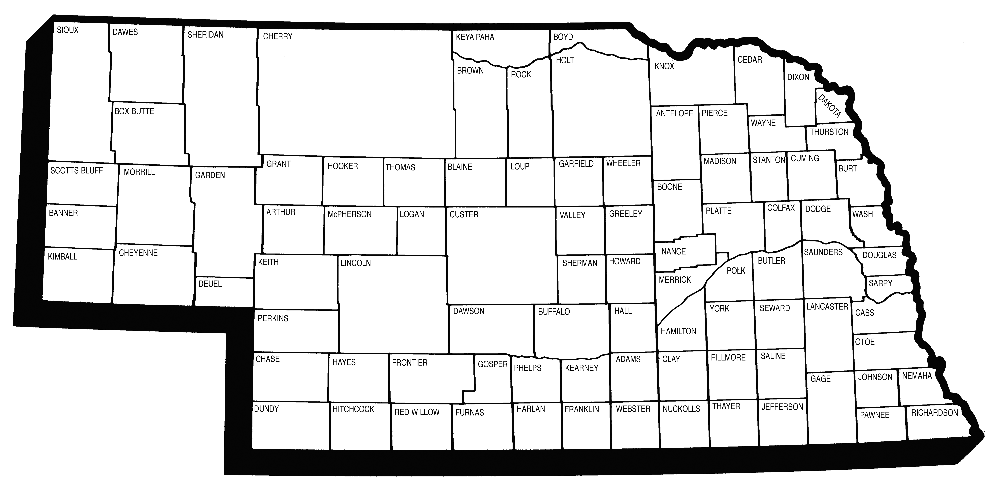 SIOUX
DAWES
SHERIDAN
CHERRY
KEYA PAHA
BOYD
HOLT
BROWN
ROCK
KNOX
CEDAR
DIXON
DAKOTA
BOX BUTTE
ANTELOPE
PIERCE
WAYNE
THURSTON
SCOTTS BLUFF
MORRILL
GARDEN
GRANT
HOOKER
THOMAS
BLAINE
LOUP
GARFIELD
WHEELER
MADISON
STANTON
CUMING
BURT
BOONE
BANNER
ARTHUR
McPHERSON
LOGAN
CUSTER
VALLEY
GREELEY
PLATTE
COLFAX
DODGE
WASH.
KIMBALL
CHEYENNE
KEITH
LINCOLN
SHERMAN
HOWARD
NANCE
POLK
BUTLER
SAUNDERS
DOUGLAS
DEUEL
MERRICK
SARPY
PERKINS
DAWSON
BUFFALO
HALL
HAMILTON
YORK
SEWARD
LANCASTER
CASS
OTOE
CHASE
HAYES
FRONTIER
GOSPER
PHELPS
KEARNEY
ADAMS
CLAY
FILLMORE
SALINE
GAGE
JOHNSON
NEMAHA
DUNDY
HITCHCOCK
RED WILLOW
FURNAS
HARLAN
FRANKLIN
WEBSTER
NUCKOLLS
THAYER
JEFFERSON
PAWNEE
RICHARDSON